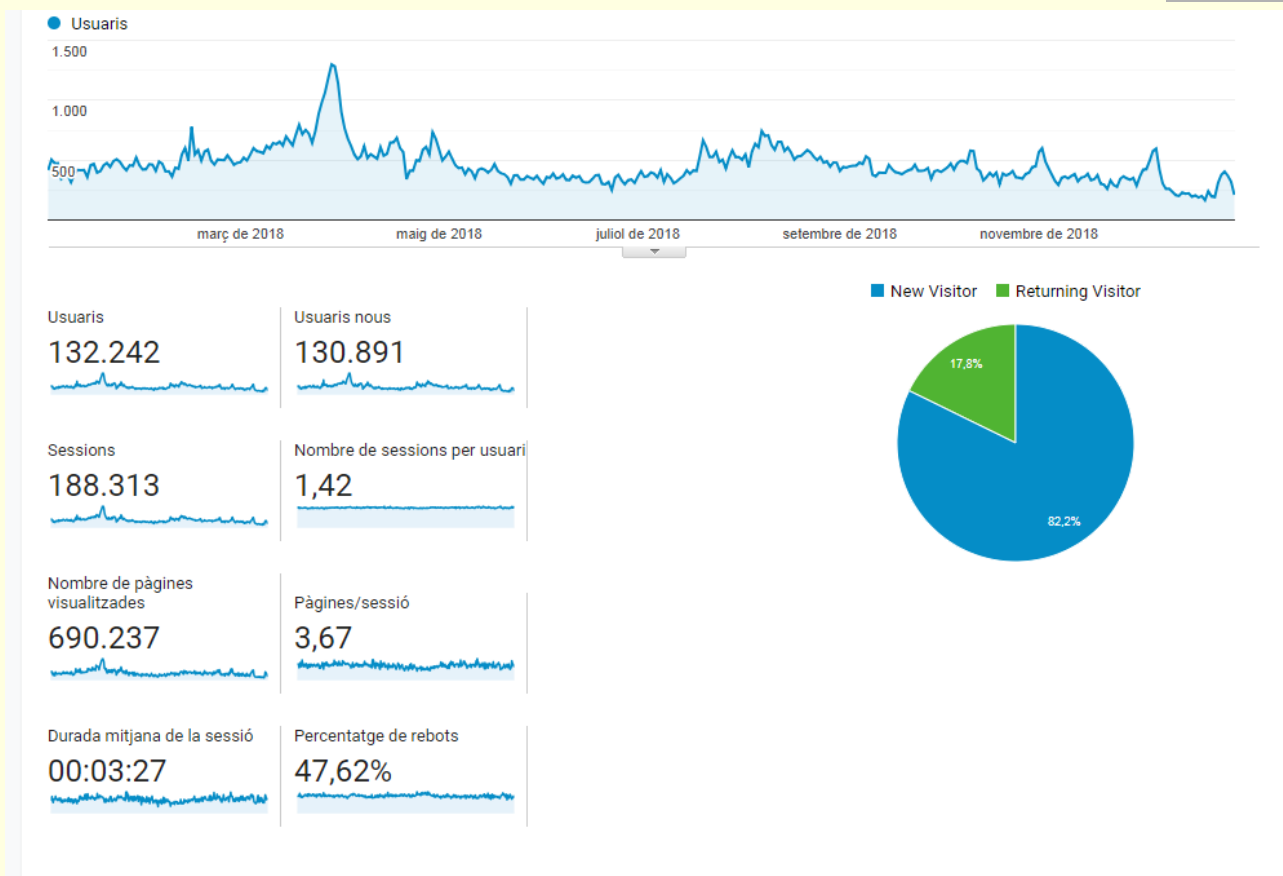 Usuaris
1.500
1.000
500
març de 2018 maig de 2018 juliol de 2018 setembre de 2018 novembre de 2018
New Visitor Returning Visitor
Usuaris Usuaris nous
132.242 130.891
17,8%
Sessions Nombre de sessions per usuari
188.313 1,42
82,2%
Nombre de pàgines
visualitzades Pàgines/sessió
690.237 3,67
Durada mitjana de la sessió Percentatge de rebots
00:03:27 47,62%